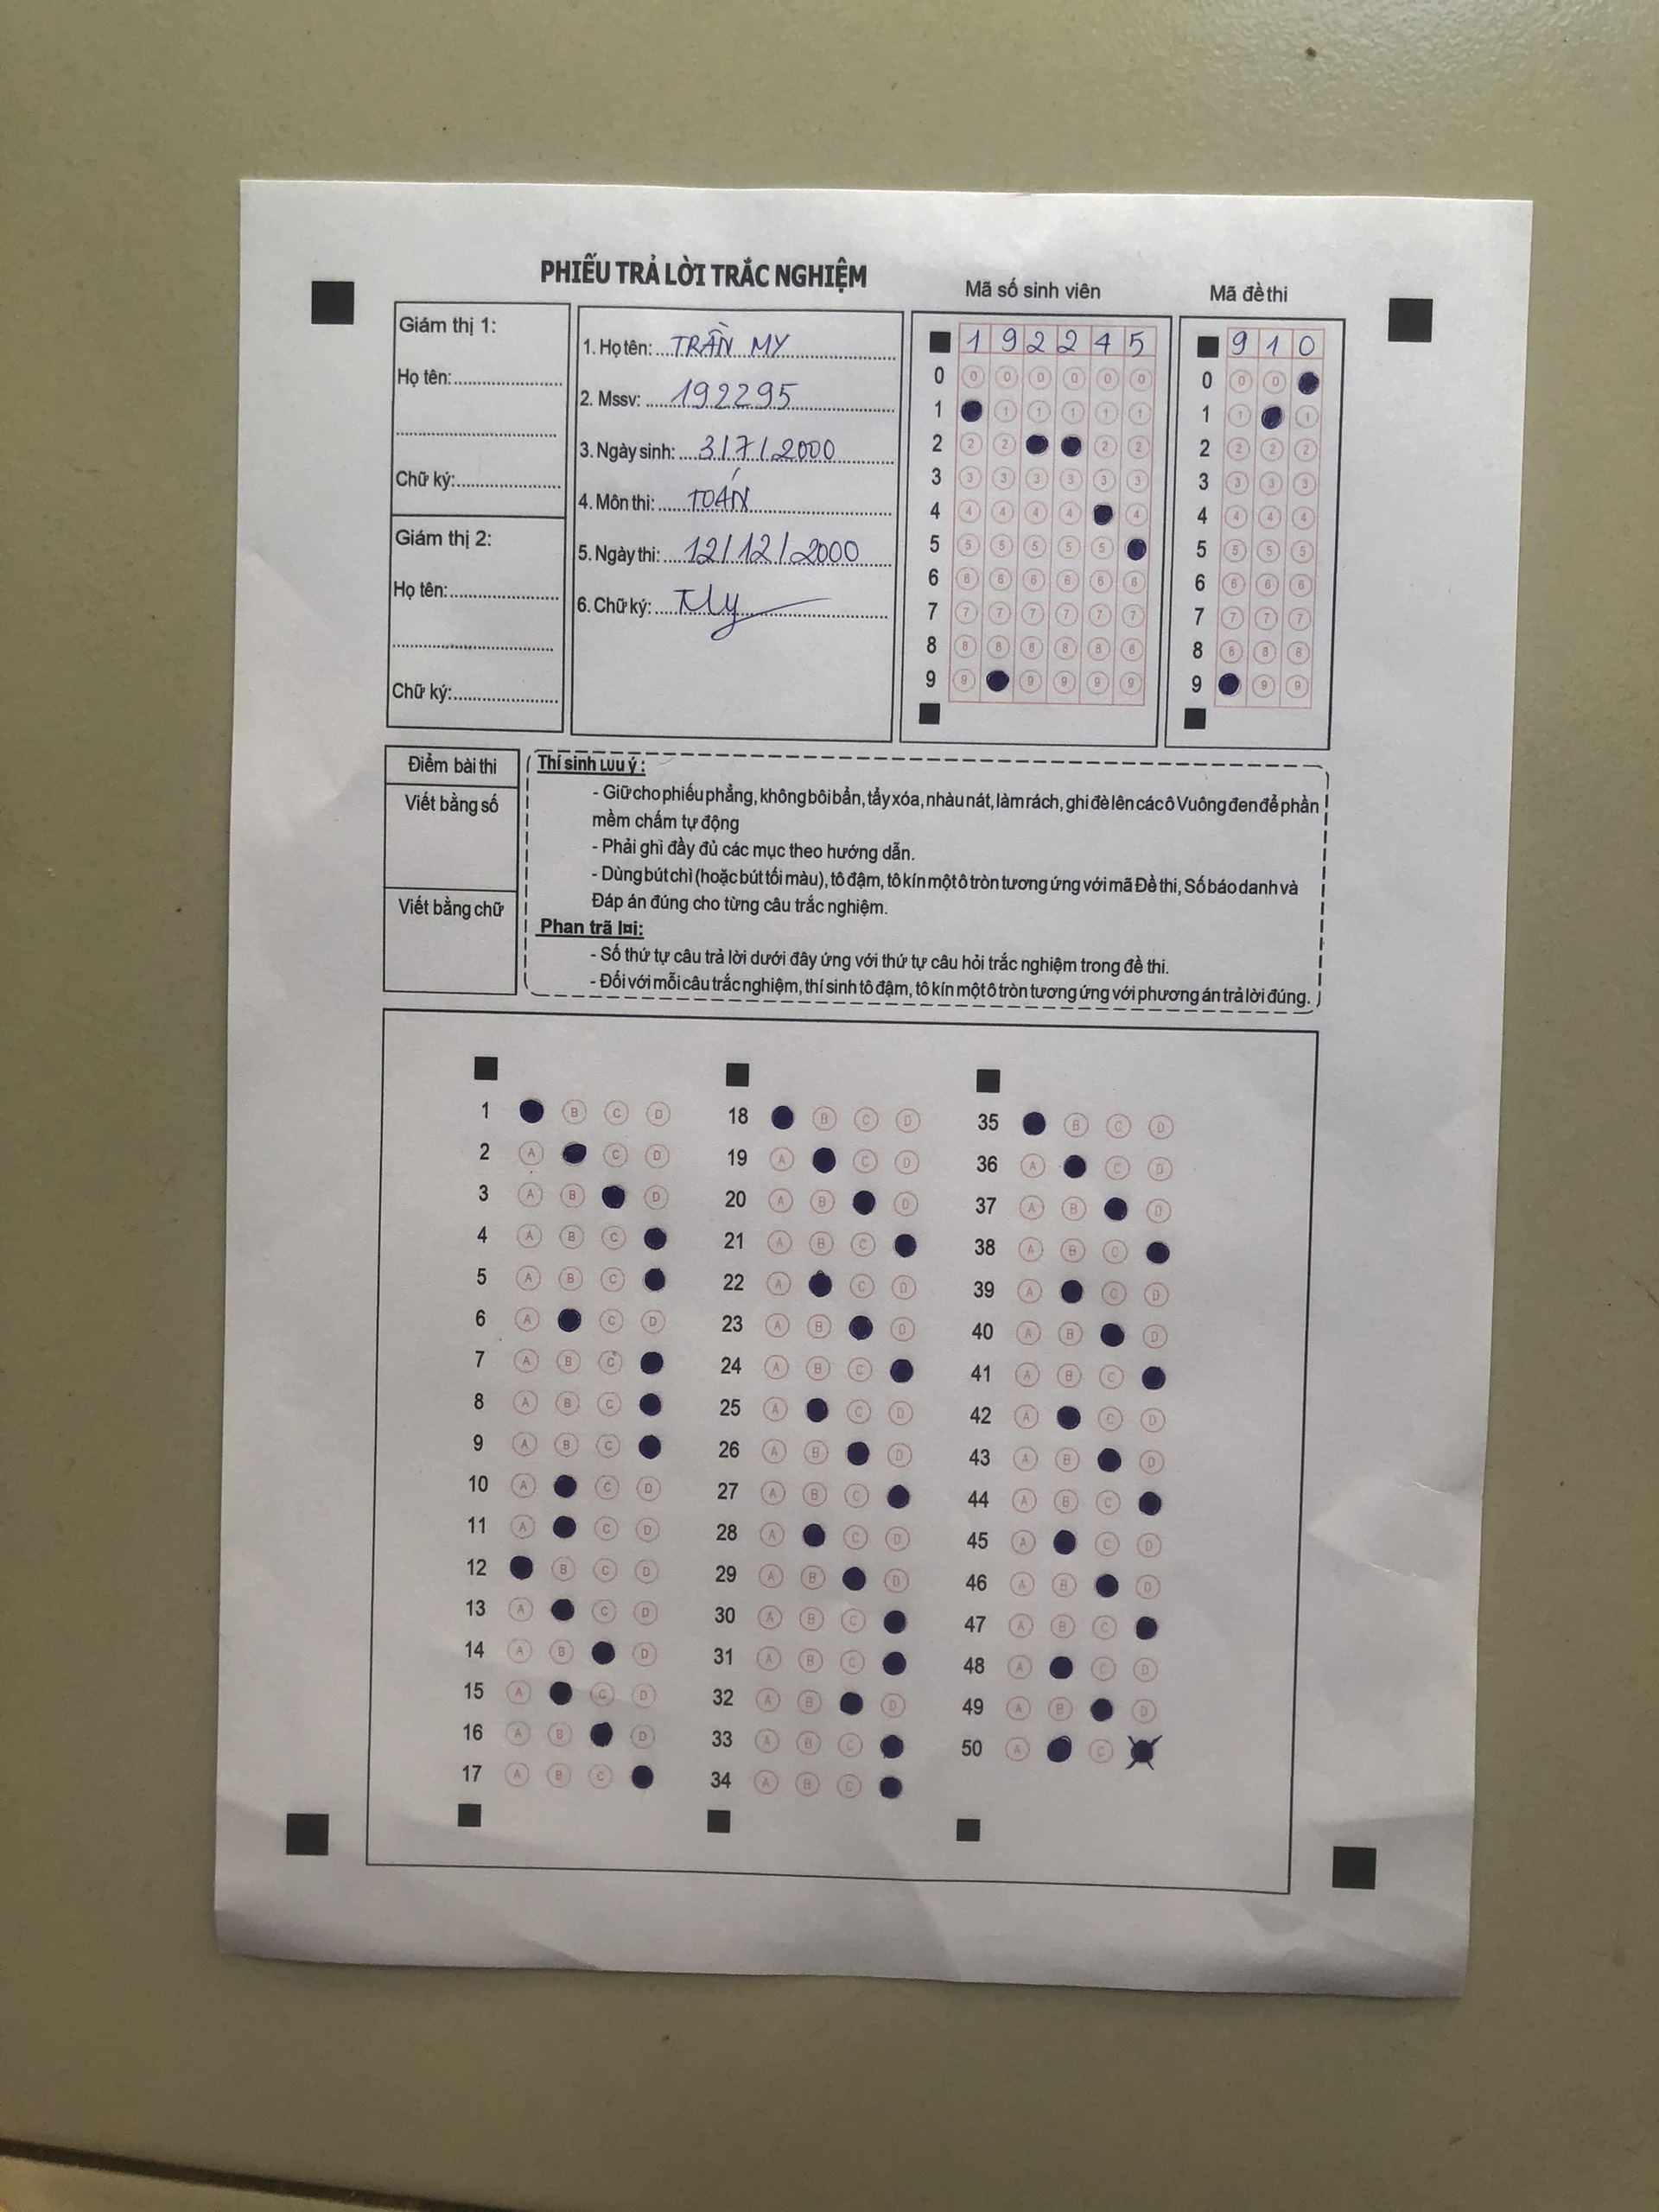 PHIẾU TRẢ LỜI TRẮC NGHIỆM
Giám thị 1:
Họ tên:
Chữ ký:
Giám thị 2:
Họ tên:
Chữ ký:
1. Họ tên: TRẦN MY
2. Mssv: 192295
3. Ngày sinh: 3/7/2000
4. Môn thi: TOÁN
5. Ngày thi: 12/12/2000
6. Chữ ký: My
Mã số sinh viên
1 9 2 2 4 5
0 0 0 0 0 0 0
1 1 1 1 1 1
2 2 2 2 2
3 3 3 3 3 3 3
4 4 4 4 4 4
5 5 5 5 5 5
6 6 6 6 6 6 6
7 7 7 7 7 7 7
8 8 8 8 8 8 8
9 9 9 9 9 9
Mã đề thi
9 1 0
0 0 0
1 1 1
2 2 2 2
3 3 3 3
4 4 4 4
5 5 5 5
6 6 6 6
7 7 7 7
8 8 8 8
9 9 9
Điểm bài thi
Viết bằng số
Viết bằng chữ
Thí sinh Lưu ý :
- Giữ cho phiếu phẳng, không bôi bẩn, tẩy xóa, nhàu nát, làm rách, ghi đè lên các ô Vuông đen để phần
mềm chấm tự động
- Phải ghì đầy đủ các mục theo hướng dẫn.
- Dùng bút chì (hoặc bút tối màu), tô đậm, tô kín một ô tròn tương ứng với mã Đề thi, Số báo danh và
Đáp án đúng cho từng câu trắc nghiệm.
Phan trã l¤i:
- Số thứ tự câu trả lời dưới đây ứng với thứ tự câu hỏi trắc nghiệm trong đề thi.
- Đối với mỗi câu trắc nghiệm, thí sinh tô đậm, tô kín một ô tròn tương ứng với phương án trả lời đúng.
1 B C D
2 A C D
3 A B D
4 A B C
5 A B C
6 A C D
7 A B C
8 A B C
9 A B C
10 A C D
11 A C D
12 B C D
13 A C D
14 A B D
15 A C D
16 A B D
17 A B C
18 B C D
19 A C D
20 A B D
21 A B C
22 A C D
23 A B D
24 A B C
25 A C D
26 A B D
27 A B C
28 A C D
29 A B D
30 A B C
31 A B C
32 A B D
33 A B C
34 A B C
35 B C D
36 A C D
37 A B D
38 A B C
39 A C D
40 A B D
41 A B C
42 A C D
43 A B D
44 A B C
45 A C D
46 A B D
47 A B C
48 A C D
49 A B D
50 A C